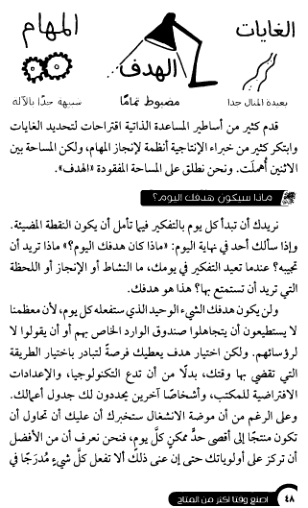 الغايات
الهدف
المهام
بعيدة المنال جدا
مضبوط تمامًا
شبيهة جدًا بالآلة
قدم كثير من أساطير المساعدة الذاتية اقتراحات لتحديد الغايات
وابتكر كثير من خبراء الإنتاجية أنظمة لإنجاز المهام، ولكن المساحة بين
الاثنين أُهملَت. ونحن نطلق على المساحة المفقودة «الهدف».
ماذا سيكون هدفك اليوم؟
نريدك أن تبدأ كل يوم بالتفكير فيما تأمل أن يكون النقطة المضيئة.
وإذا سألك أحد في نهاية اليوم: «ماذا كان هدفك اليوم؟» ماذا تريد أن
تجيبه؟ عندما تعيد التفكير في يومك، ما النشاط أو الإنجاز أو اللحظة
التي تريد أن تستمتع بها؟ هذا هو هدفك.
ولن يكون هدفك الشيء الوحيد الذي ستفعله كل يوم، لأن معظمنا
لا يستطيعون أن يتجاهلوا صندوق الوارد الخاص بهم أو أن يقولوا لا
لرؤسائهم. ولكن اختيار هدف يعطيك فرصةً لتبادر باختيار الطريقة
التي تقضي بها وقتك، بدلًا من أن تدع التكنولوجيا، والإعدادات
الافتراضية للمكتب، وأشخاصًا آخرين يحددون لك جدول أعمالك.
وعلى الرغم من أن موضة الانشغال ستخبرك أن عليك أن تحاول أن
تكون منتجًا إلى أقصى حدٍّ ممكنٍ كلَّ يومٍ، فنحن نعرف أن من الأفضل
أن تركز على أولوياتك حتى إن عنى ذلك ألا تفعل كلَّ شيءٍ مُدرَجًا في
٤٨ اصنع وقتا أكثر من المتاح